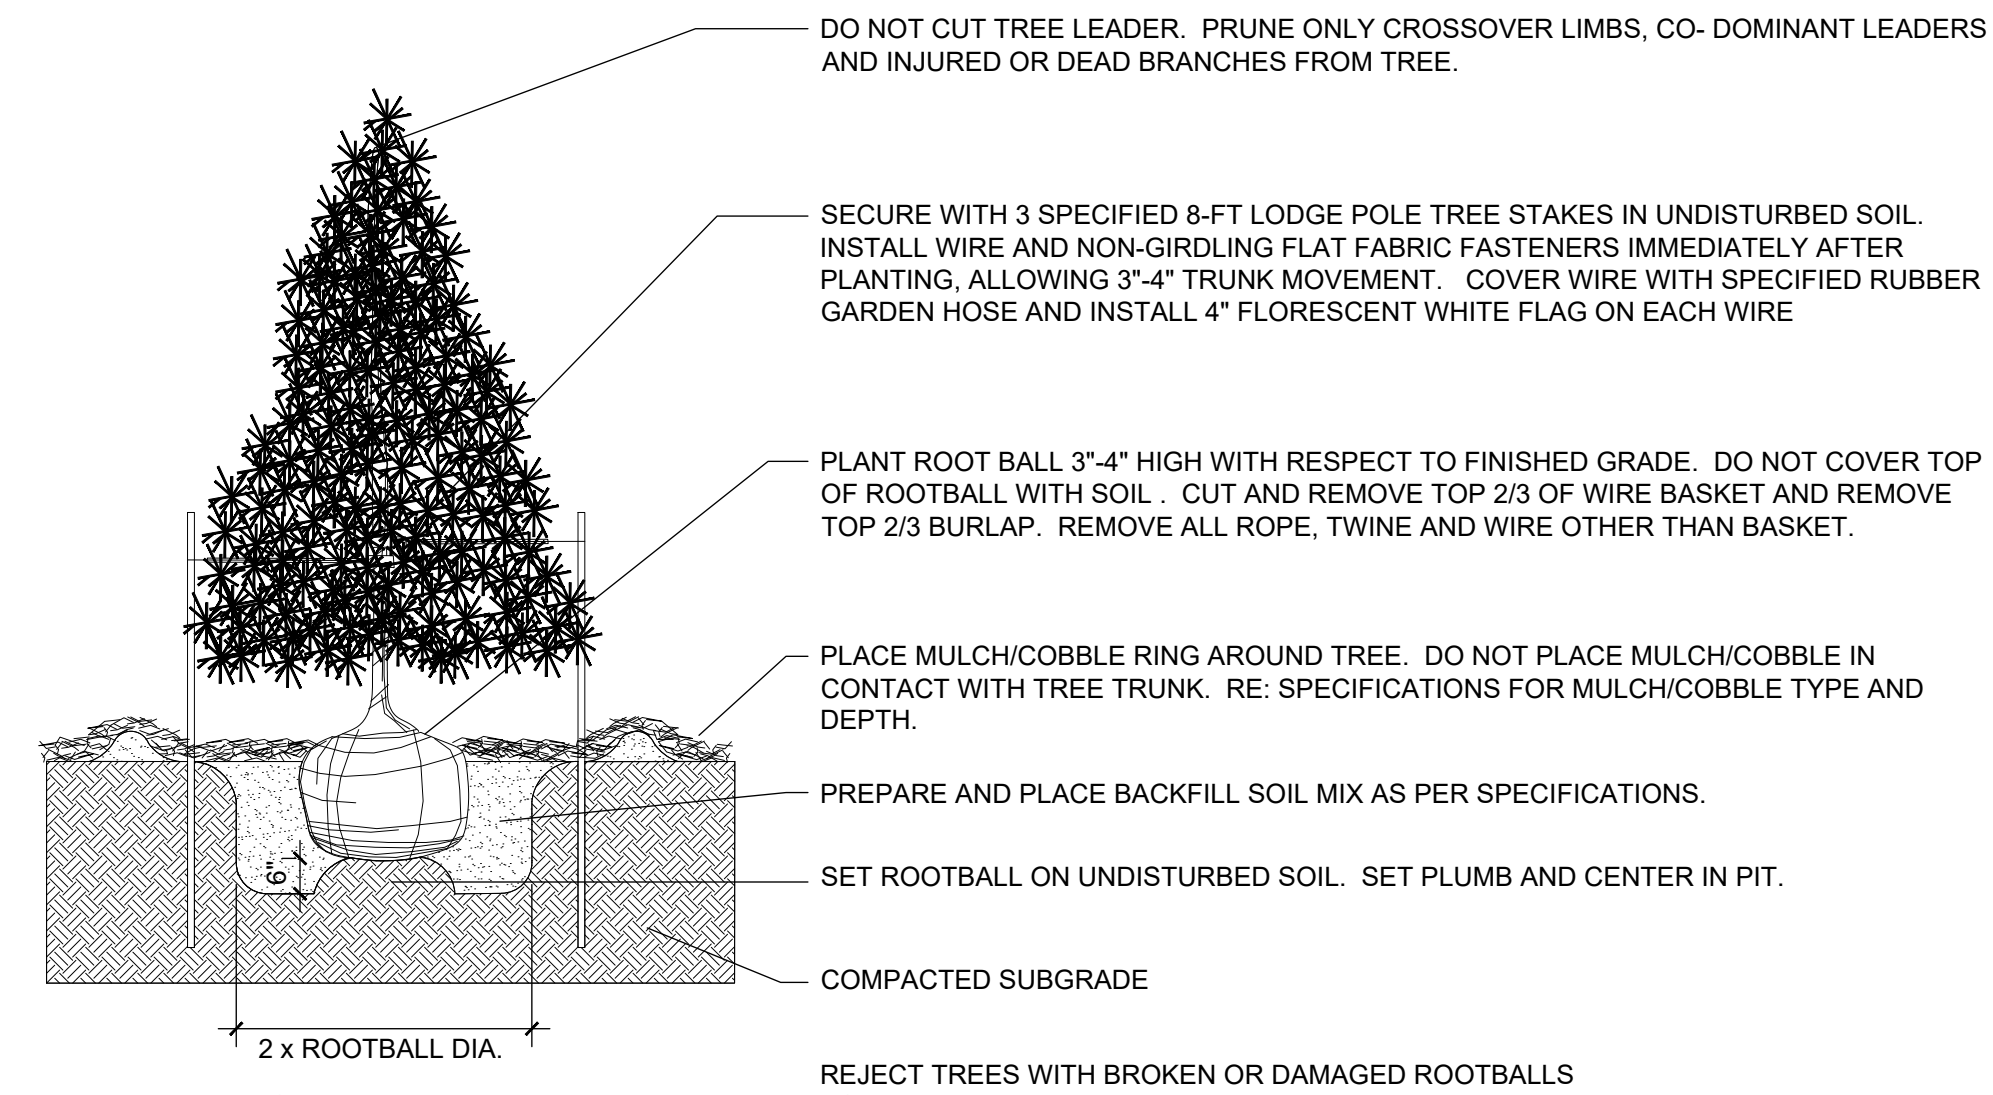 DO NOT CUT TREE LEADER. PRUNE ONLY CROSSOVER LIMBS, CO- DOMINANT LEADERS
AND INJURED OR DEAD BRANCHES FROM TREE.
SECURE WITH 3 SPECIFIED 8-FT LODGE POLE TREE STAKES IN UNDISTURBED SOIL.
INSTALL WIRE AND NON-GIRDLING FLAT FABRIC FASTENERS IMMEDIATELY AFTER
PLANTING, ALLOWING 3"-4" TRUNK MOVEMENT. COVER WIRE WITH SPECIFIED RUBBER
GARDEN HOSE AND INSTALL 4" FLORESCENT WHITE FLAG ON EACH WIRE
PLANT ROOT BALL 3"-4" HIGH WITH RESPECT TO FINISHED GRADE. DO NOT COVER TOP
OF ROOTBALL WITH SOIL . CUT AND REMOVE TOP 2/3 OF WIRE BASKET AND REMOVE
TOP 2/3 BURLAP. REMOVE ALL ROPE, TWINE AND WIRE OTHER THAN BASKET.
PLACE MULCH/COBBLE RING AROUND TREE. DO NOT PLACE MULCH/COBBLE IN
CONTACT WITH TREE TRUNK. RE: SPECIFICATIONS FOR MULCH/COBBLE TYPE AND
DEPTH.
PREPARE AND PLACE BACKFILL SOIL MIX AS PER SPECIFICATIONS.
6"
SET ROOTBALL ON UNDISTURBED SOIL. SET PLUMB AND CENTER IN PIT.
COMPACTED SUBGRADE
2 x ROOTBALL DIA.
REJECT TREES WITH BROKEN OR DAMAGED ROOTBALLS